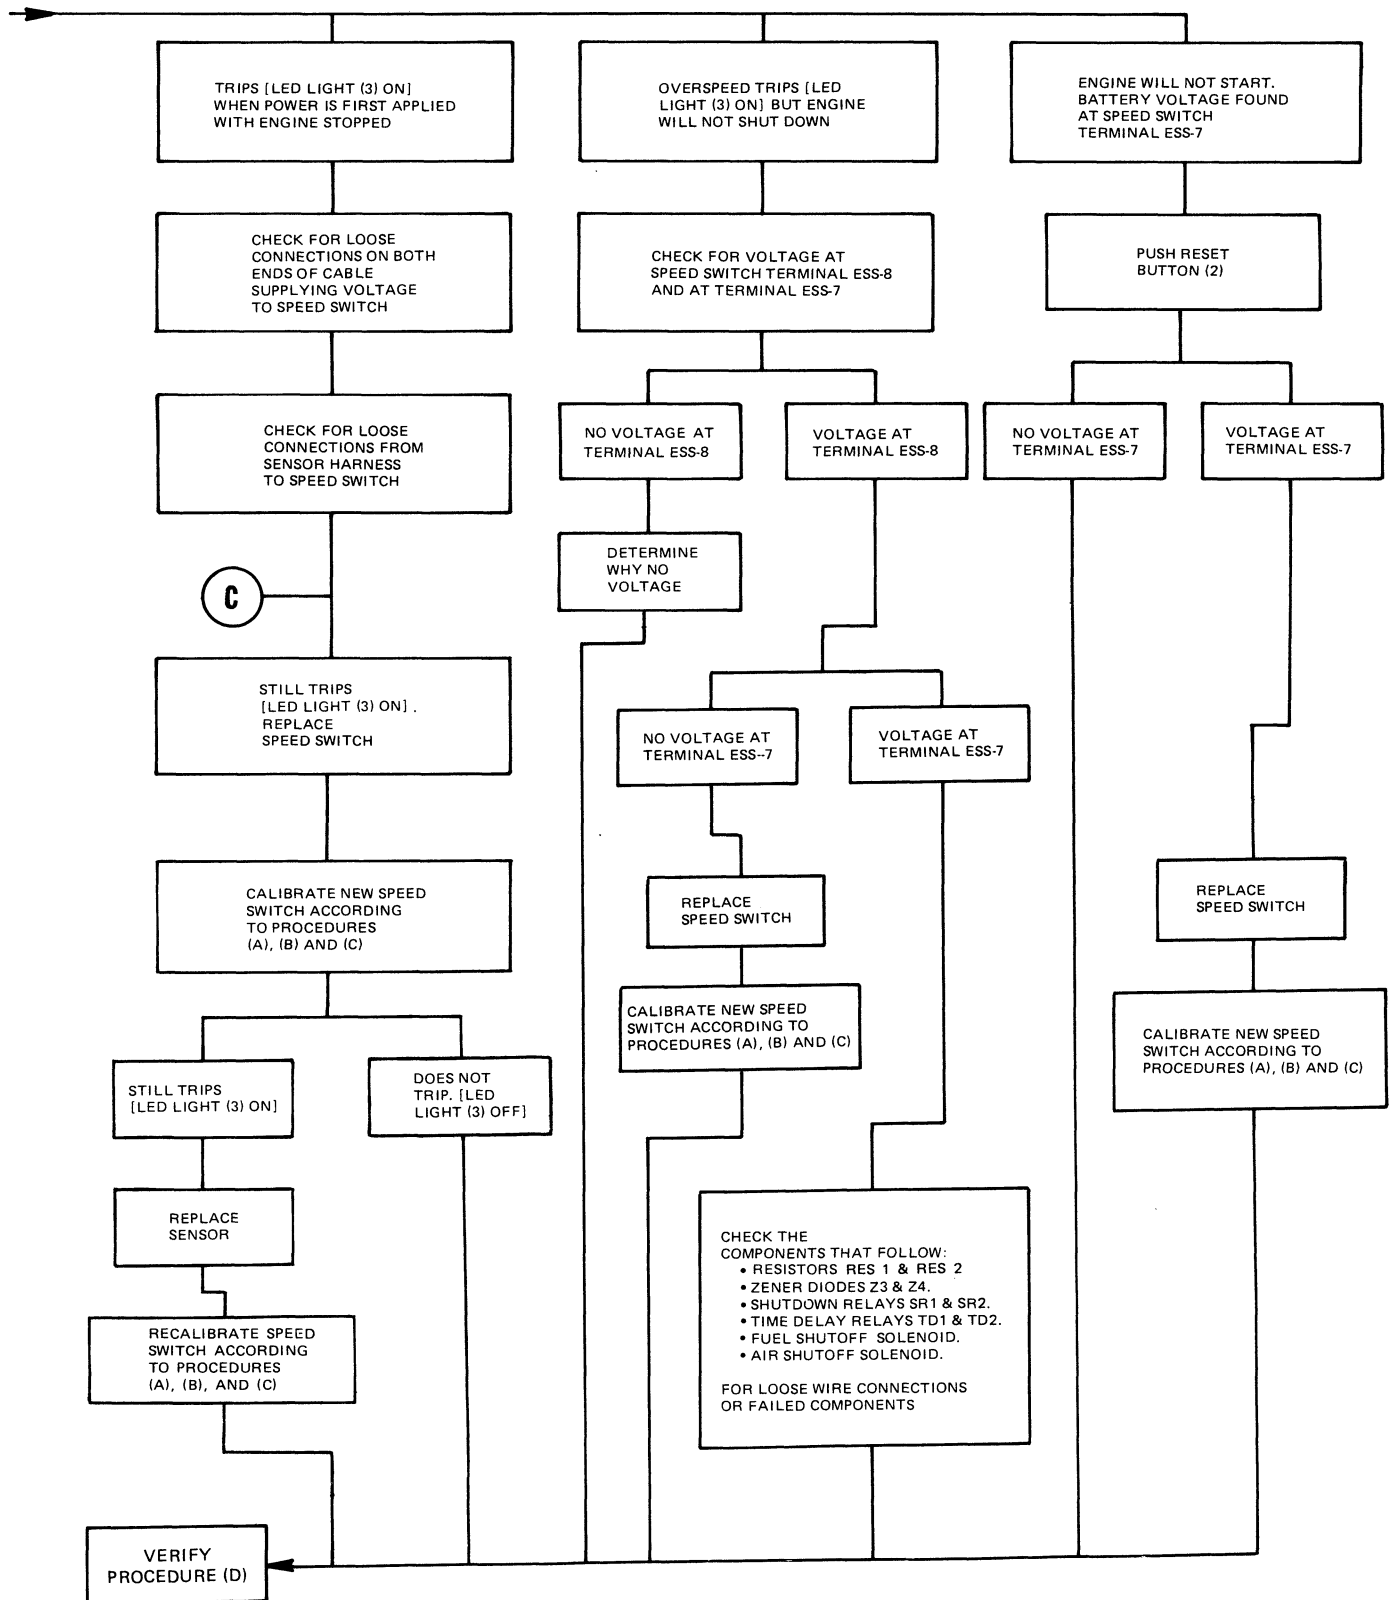 TRIPS [LED LIGHT (3) ON]
WHEN POWER IS FIRST APPLIED
WITH ENGINE STOPPED
CHECK FOR LOOSE
CONNECTIONS ON BOTH
ENDS OF CABLE
SUPPLYING VOLTAGE
TO SPEED SWITCH
CHECK FOR LOOSE
CONNECTIONS FROM
SENSOR HARNESS
TO SPEED SWITCH
C
STILL TRIPS
[LED LIGHT (3) ON] .
REPLACE
SPEED SWITCH
CALIBRATE NEW SPEED
SWITCH ACCORDING
TO PROCEDURES
(A), (B) AND (C)
STILL TRIPS
[LED LIGHT (3) ON]
DOES NOT
TRIP. [LED
LIGHT (3) OFF]
REPLACE
SENSOR
RECALIBRATE SPEED
SWITCH ACCORDING
TO PROCEDURES
(A), (B), AND (C)
OVERSPEED TRIPS [LED
LIGHT (3) ON] BUT ENGINE
WILL NOT SHUT DOWN
CHECK FOR VOLTAGE AT
SPEED SWITCH TERMINAL ESS-8
AND AT TERMINAL ESS-7
NO VOLTAGE AT
TERMINAL ESS-8
VOLTAGE AT
TERMINAL ESS-8
DETERMINE
WHY NO
VOLTAGE
NO VOLTAGE AT
TERMINAL ESS--7
VOLTAGE AT
TERMINAL ESS-7
REPLACE
SPEED SWITCH
CALIBRATE NEW SPEED
SWITCH ACCORDING TO
PROCEDURES (A), (B) AND (C)
CHECK THE
COMPONENTS THAT FOLLOW:
• RESISTORS RES 1 & RES 2
• ZENER DIODES Z3 & Z4.
• SHUTDOWN RELAYS SR1 & SR2.
• TIME DELAY RELAYS TD1 & TD2.
• FUEL SHUTOFF SOLENOID.
• AIR SHUTOFF SOLENOID.
FOR LOOSE WIRE CONNECTIONS
OR FAILED COMPONENTS
ENGINE WILL NOT START.
BATTERY VOLTAGE FOUND
AT SPEED SWITCH
TERMINAL ESS-7
PUSH RESET
BUTTON (2)
NO VOLTAGE AT
TERMINAL ESS-7
VOLTAGE AT
TERMINAL ESS-7
REPLACE
SPEED SWITCH
CALIBRATE NEW SPEED
SWITCH ACCORDING TO
PROCEDURES (A), (B) AND (C)
VERIFY
PROCEDURE (D)